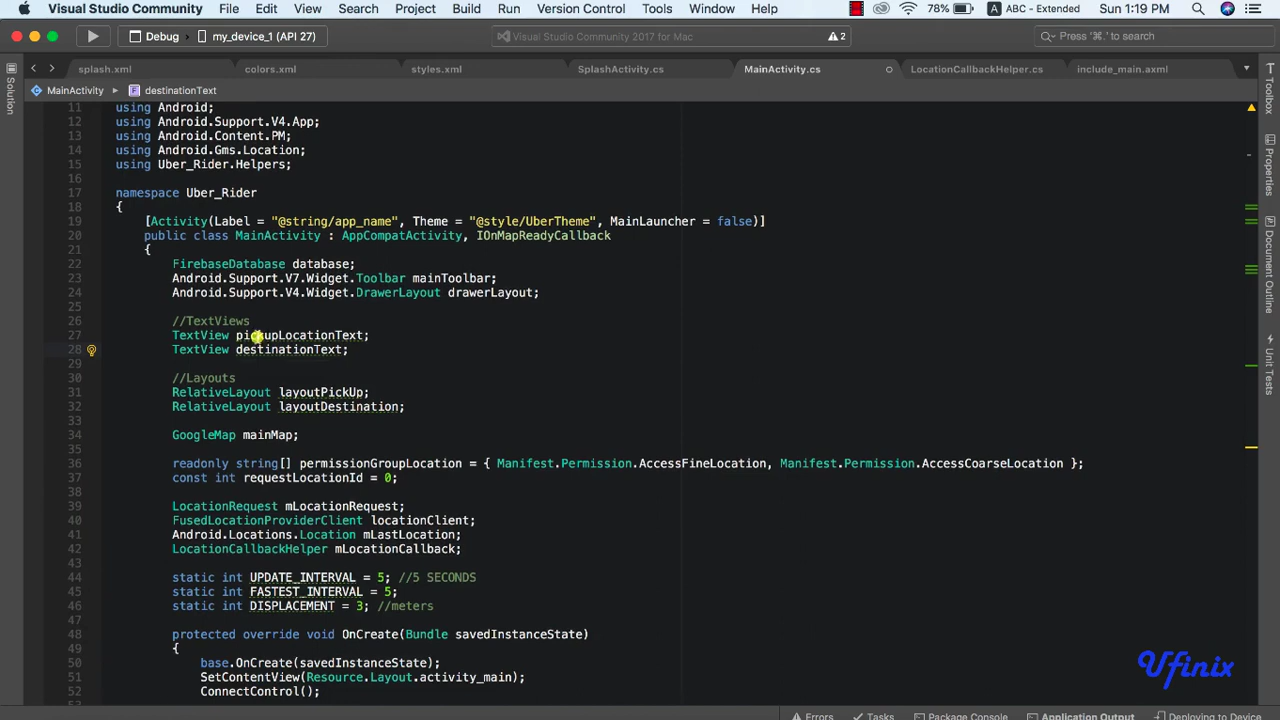 Visual Studio Community File Edit View Search Project Build Run Version Control Tools Window Help 78% A ABC - Extended Sun 1:19 PM
Debug my_device_1 (API 27) Visual Studio Community 2017 for Mac 2 Press '⌘.' to search
splash.xml colors.xml styles.xml SplashActivity.cs MainActivity.cs LocationCallbackHelper.cs include_main.axml
MainActivity destinationText
Solution
Toolbox
Properties
Document Outline
Unit Tests
11 using Android;
12 using Android.Support.V4.App;
13 using Android.Content.PM;
14 using Android.Gms.Location;
15 using Uber_Rider.Helpers;
16
17 namespace Uber_Rider
18 {
19 [Activity(Label = "@string/app_name", Theme = "@style/UberTheme", MainLauncher = false)]
20 public class MainActivity : AppCompatActivity, IOnMapReadyCallback
21 {
22 FirebaseDatabase database;
23 Android.Support.V7.Widget.Toolbar mainToolbar;
24 Android.Support.V4.Widget.DrawerLayout drawerLayout;
25
26 //TextViews
27 TextView pickupLocationText;
28 TextView destinationText;
29
30 //Layouts
31 RelativeLayout layoutPickUp;
32 RelativeLayout layoutDestination;
33
34 GoogleMap mainMap;
35
36 readonly string[] permissionGroupLocation = { Manifest.Permission.AccessFineLocation, Manifest.Permission.AccessCoarseLocation };
37 const int requestLocationId = 0;
38
39 LocationRequest mLocationRequest;
40 FusedLocationProviderClient locationClient;
41 Android.Locations.Location mLastLocation;
42 LocationCallbackHelper mLocationCallback;
43
44 static int UPDATE_INTERVAL = 5; //5 SECONDS
45 static int FASTEST_INTERVAL = 5;
46 static int DISPLACEMENT = 3; //meters
47
48 protected override void OnCreate(Bundle savedInstanceState)
49 {
50 base.OnCreate(savedInstanceState);
51 SetContentView(Resource.Layout.activity_main);
52 ConnectControl();
Ufinix
Errors Tasks Package Console Application Output Deploying to Device